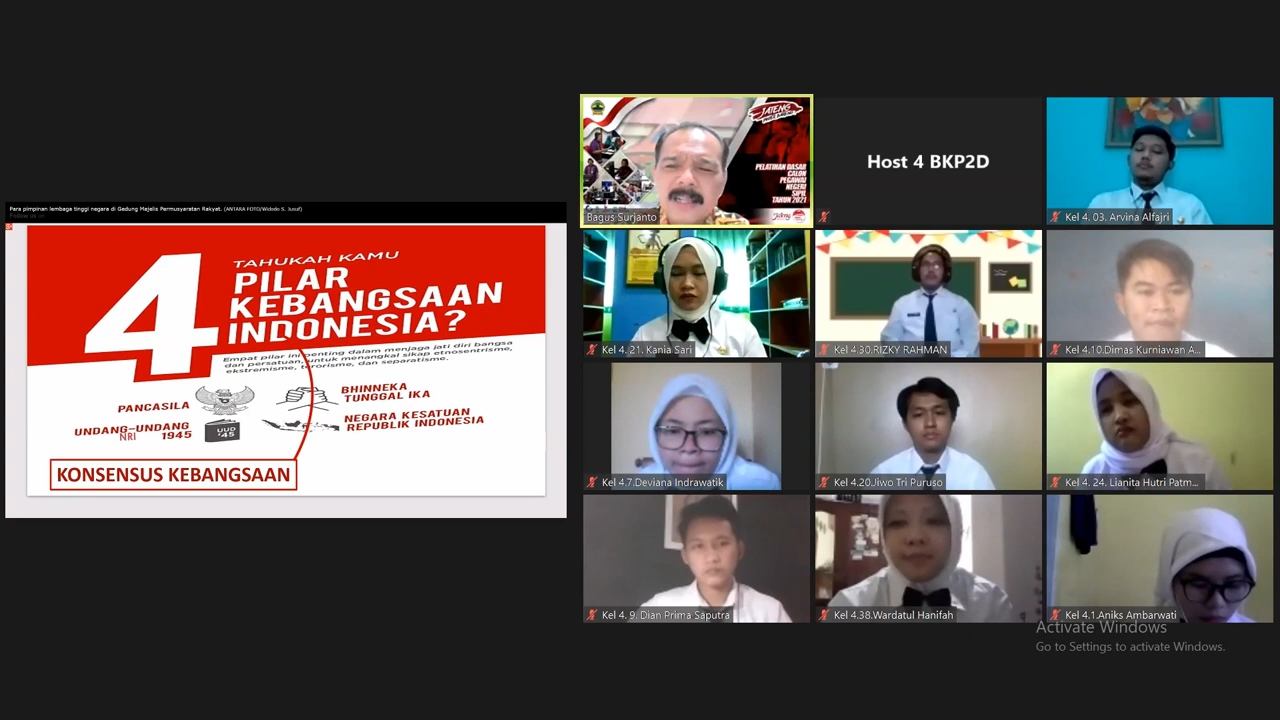 Para pimpinan lembaga tinggi negara di Gedung Majelis Permusyaratan Rakyat. (ANTARA FOTO/Widodo S. Jusuf)
Follow us on
4
TAHUKAH KAMU
PILAR
KEBANGSAAN
INDONESIA?
Empat pilar ini penting dalam menjaga jati diri bangsa
dan persatuan, untuk menangkal sikap etnosentrisme,
ekstremisme, terorisme, dan separatisme.
PANCASILA
BHINNEKA
TUNGGAL IKA
UNDANG-UNDANG
NRI 1945
UUD
'45
NEGARA KESATUAN
REPUBLIK INDONESIA
KONSENSUS KEBANGSAAN
JATENG
PELATIHAN DASAR
CALON
PEGAWAI
NEGERI
SIPIL
TAHUN 2021
Jateng
Bagus Surjanto
Host 4 BKP2D
Kel 4. 03. Arvina Alfajri
Kel 4. 21. Kania Sari
Kel 4.30.RIZKY RAHMAN
Kel 4.10.Dimas Kurniawan A...
Kel 4.7.Deviana Indrawatik
Kel 4.20Jiwo Tri Puruso
Kel 4. 24. Lianita Hutri Patm...
Kel 4. 9. Dian Prima Saputra
Kel 4.38.Wardatul Hanifah
Kel 4.1.Aniks Ambarwati
Activate Windows
Go to Settings to activate Windows.